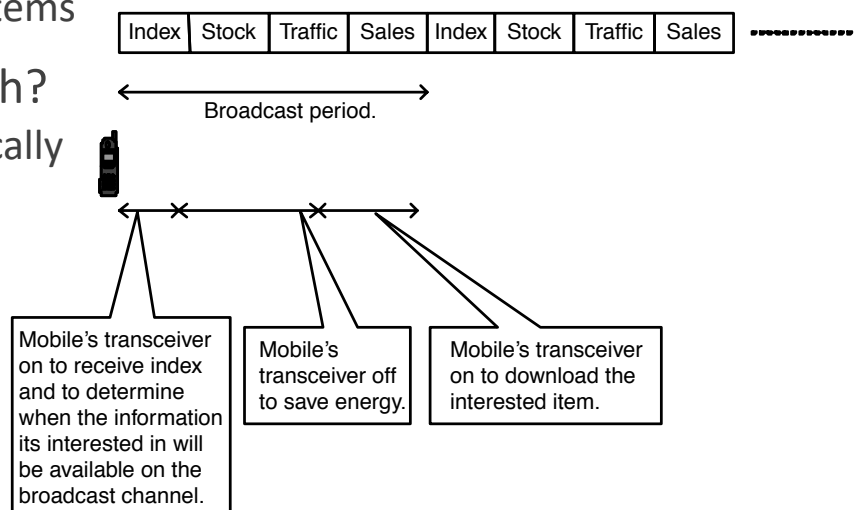 tems
Index Stock Traffic Sales Index Stock Traffic Sales
h?
Broadcast period.
cally
Mobile's transceiver
on to receive index
and to determine
when the information
its interested in will
be available on the
broadcast channel.
Mobile's
transceiver off
to save energy.
Mobile's transceiver
on to download the
interested item.